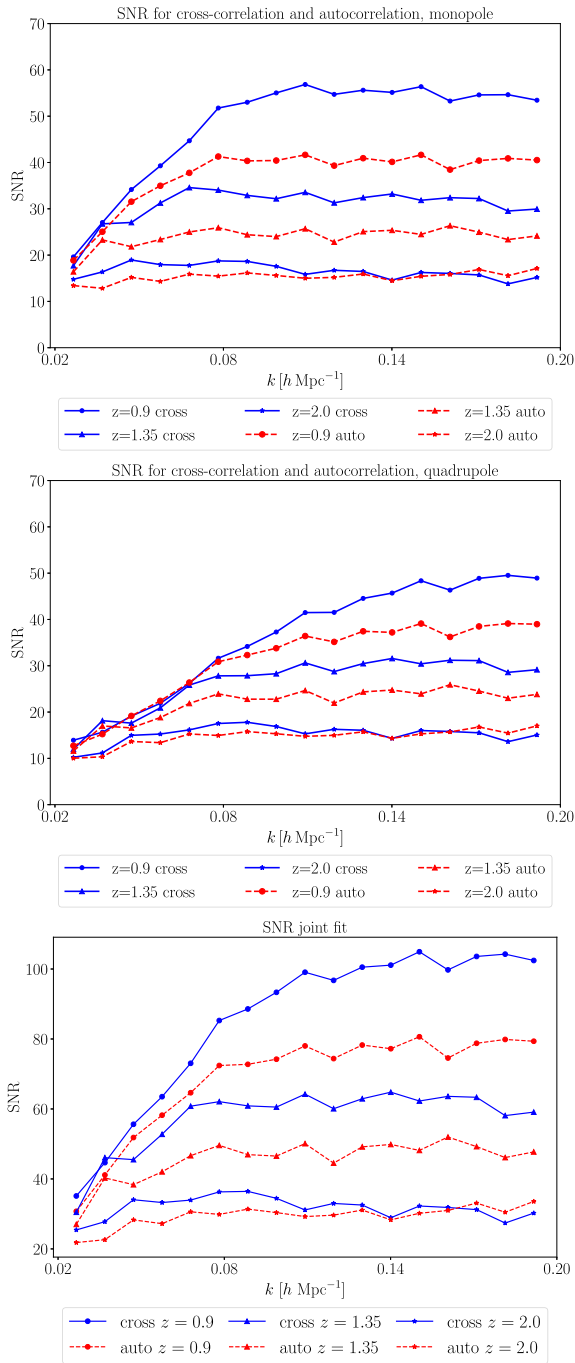 SNR for cross-correlation and autocorrelation, monopole
70
60
50
40
30
20
10
0
SNR
0.02 0.08 0.14 0.20
k [h Mpc⁻¹]
z=0.9 cross z=2.0 cross z=1.35 auto
z=1.35 cross z=0.9 auto z=2.0 auto
SNR for cross-correlation and autocorrelation, quadrupole
70
60
50
40
30
20
10
0
SNR
0.02 0.08 0.14 0.20
k [h Mpc⁻¹]
z=0.9 cross z=2.0 cross z=1.35 auto
z=1.35 cross z=0.9 auto z=2.0 auto
SNR joint fit
100
80
60
40
20
SNR
0.02 0.08 0.14 0.20
k [h Mpc⁻¹]
cross z = 0.9 cross z = 1.35 cross z = 2.0
auto z = 0.9 auto z = 1.35 auto z = 2.0